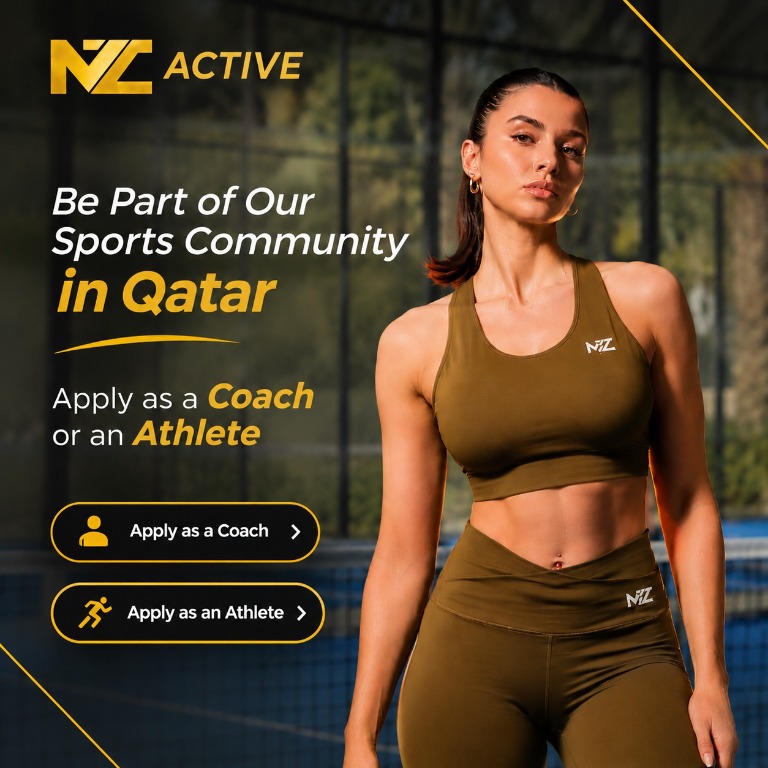 NZ ACTIVE
Be Part of Our
Sports Community
in Qatar
Apply as a Coach
or an Athlete
Apply as a Coach
Apply as an Athlete
NZ
NZ